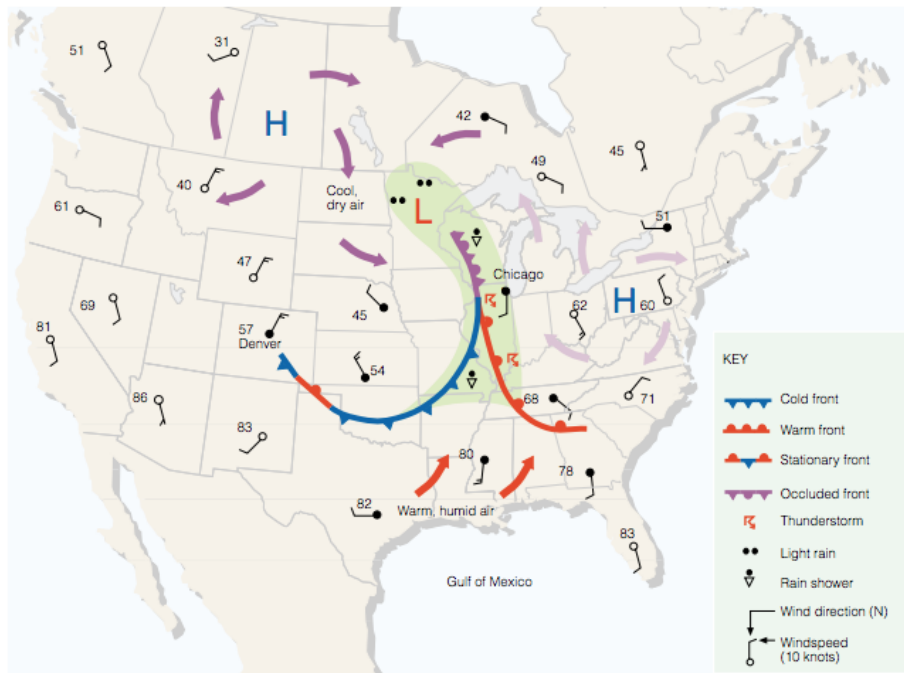 51
31
H
42
45
49
40
Cool,
dry air
L
61
51
47
Chicago
69
45
62
H
60
81
57
Denver
54
86
68
71
83
80
78
82
Warm, humid air
83
Gulf of Mexico
KEY
Cold front
Warm front
Stationary front
Occluded front
Thunderstorm
Light rain
Rain shower
Wind direction (N)
Windspeed
(10 knots)